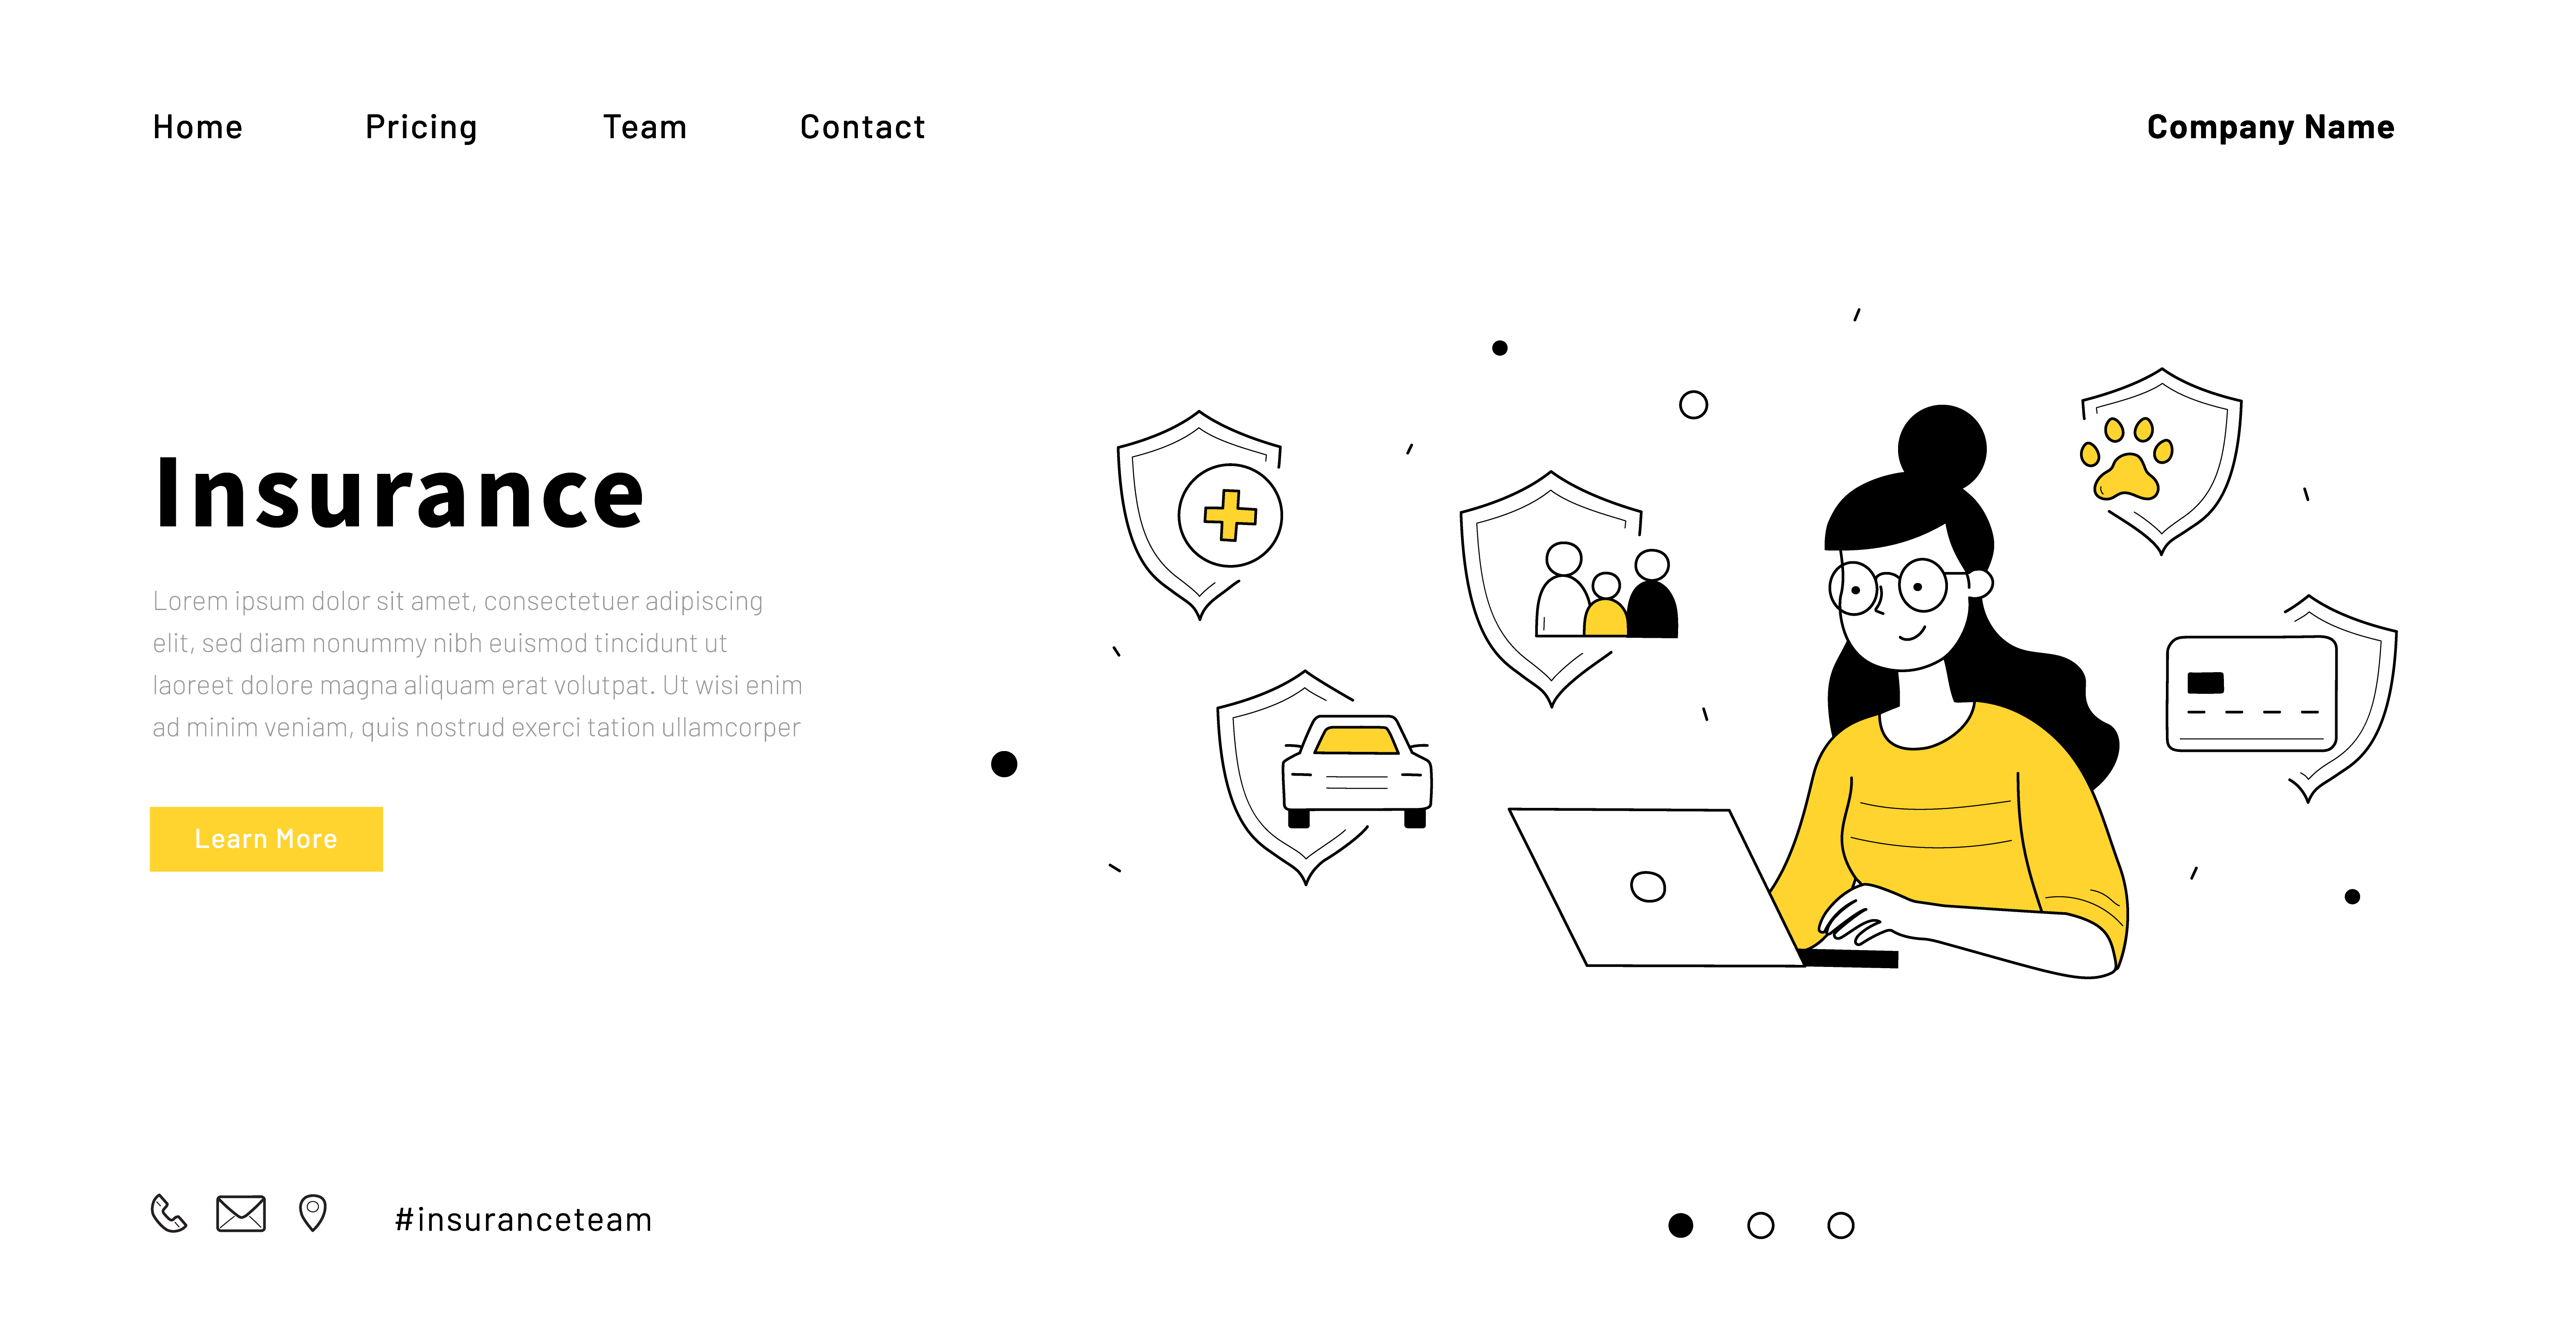 Home Pricing Team Contact Company Name
Insurance
Lorem ipsum dolor sit amet, consectetuer adipiscing
elit, sed diam nonummy nibh euismod tincidunt ut
laoreet dolore magna aliquam erat volutpat. Ut wisi enim
ad minim veniam, quis nostrud exerci tation ullamcorper
Learn More
#insuranceteam